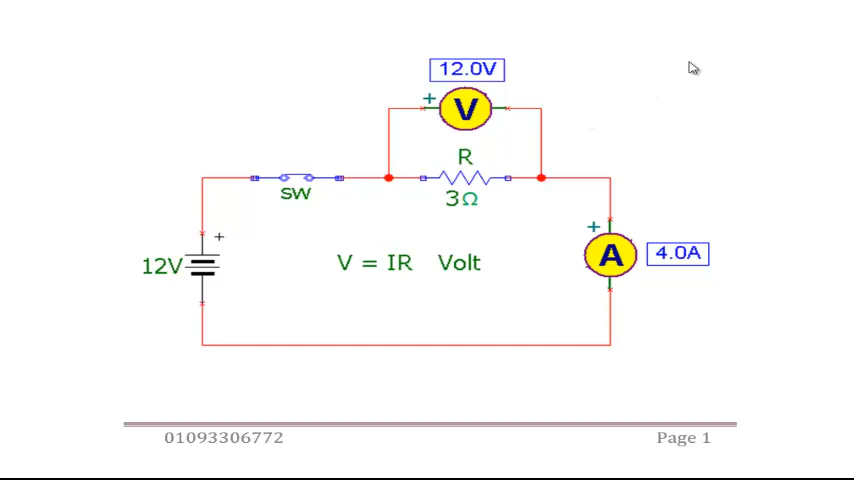 12.0V
+
V
R
SW
3Ω
+
+
12V
V = IR Volt
A
4.0A
01093306772
Page 1